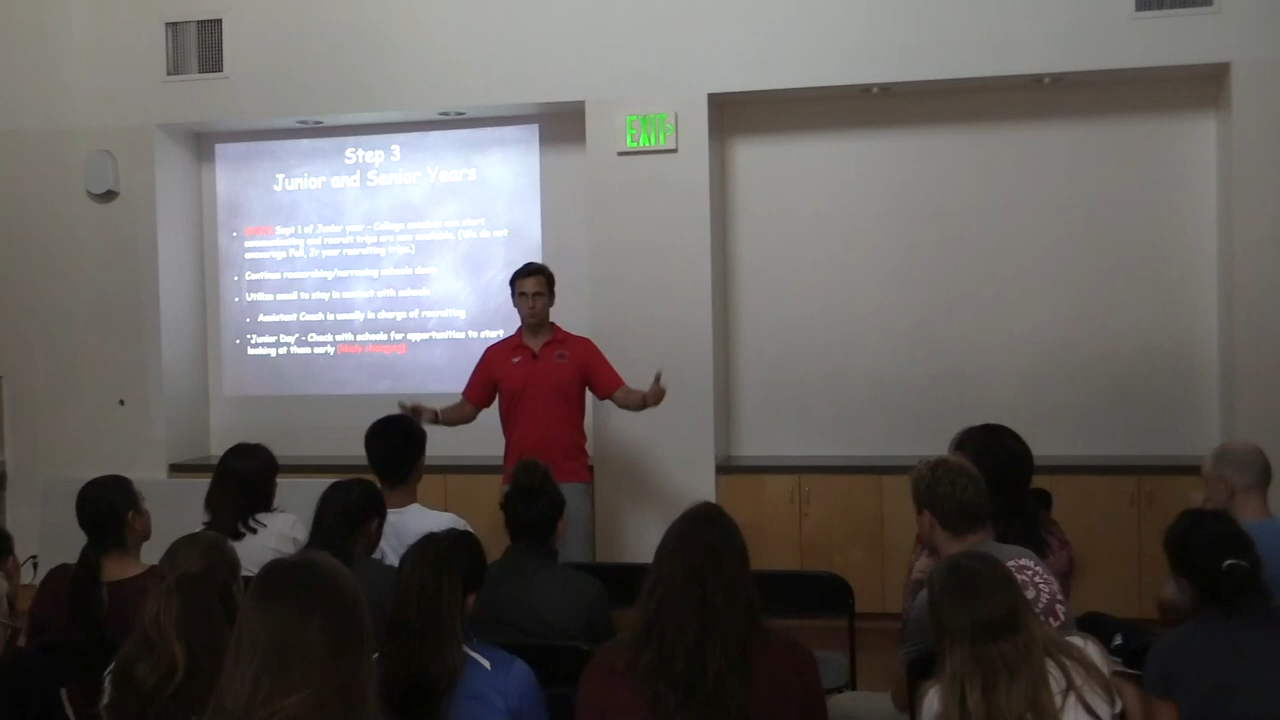 EXIT
Step 3
Junior and Senior Years
Sept 1 of Junior year - College coaches can start
communicating and recruit trips are now available. (We do not
encourage Fall, Jr year recruiting trips.)
Continue researching/narrowing schools down
Utilize email to stay in contact with schools
Assistant Coach is usually in charge of recruiting
"Junior Day" - Check with schools for opportunities to start
looking at them early (likely changing)